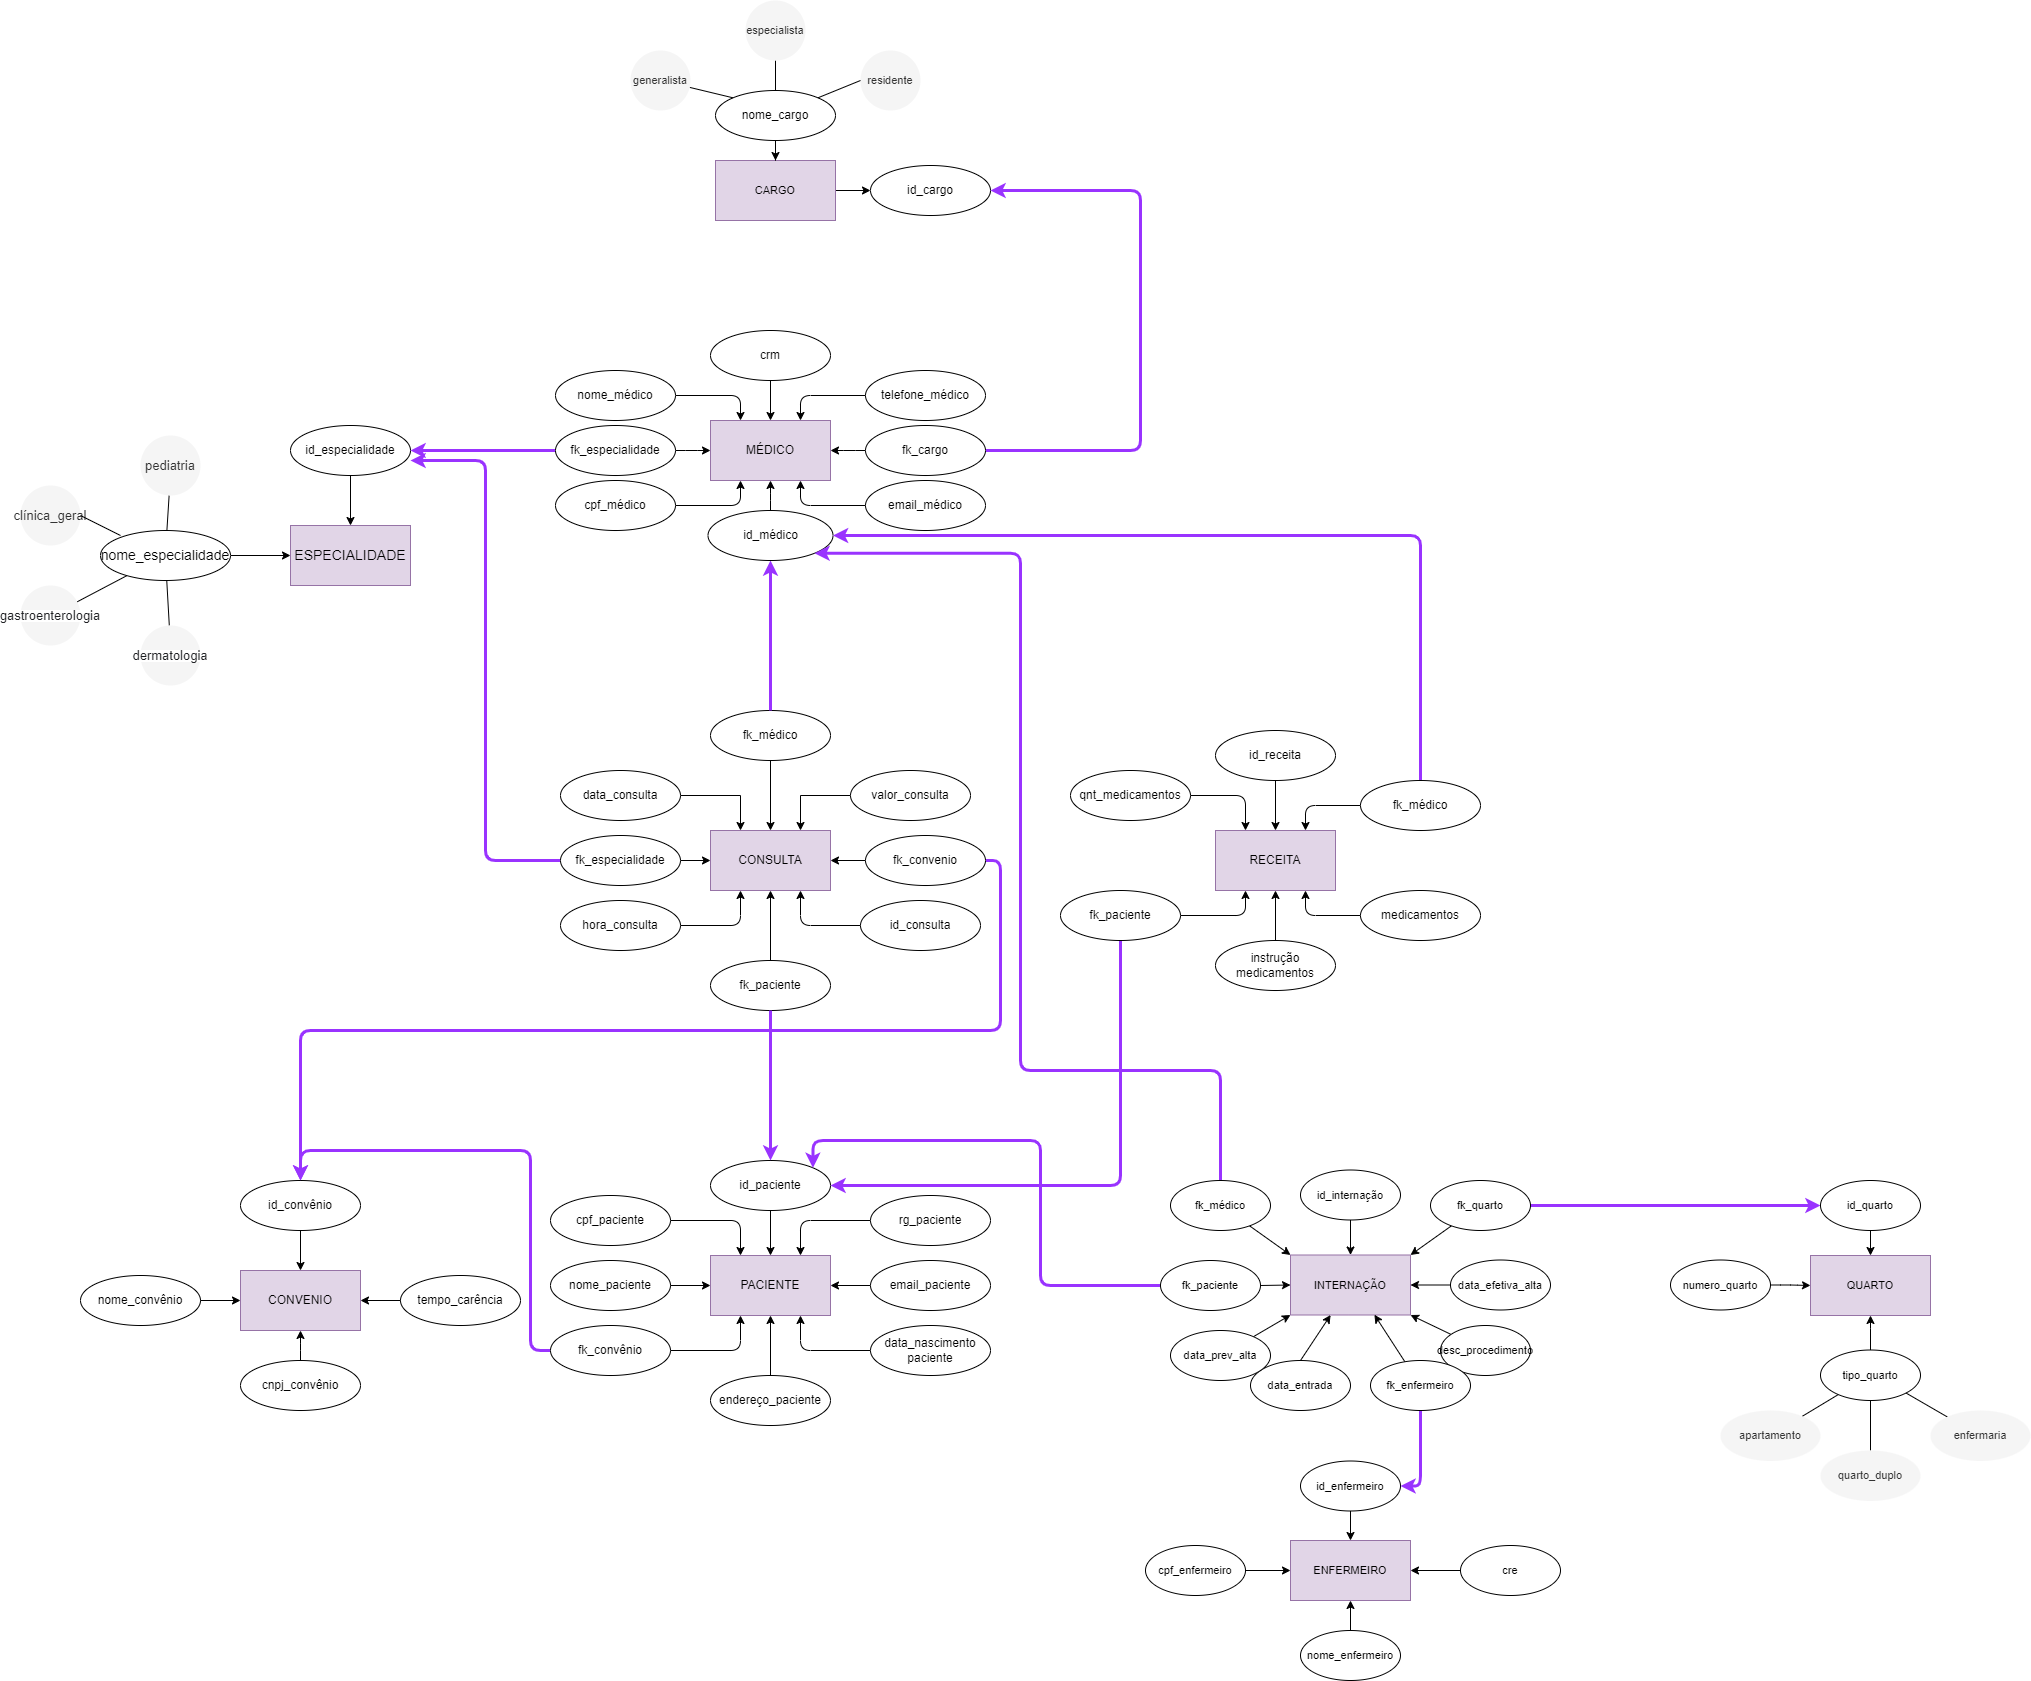 especialista
generalista
residente
nome_cargo
CARGO
id_cargo
crm
nome_médico
telefone_médico
id_especialidade
fk_especialidade
MÉDICO
fk_cargo
pediatria
cpf_médico
email_médico
clínica_geral
id_médico
nome_especialidade
ESPECIALIDADE
gastroenterologia
dermatologia
fk_médico
id_receita
data_consulta
valor_consulta
qnt_medicamentos
fk_médico
fk_especialidade
CONSULTA
fk_convenio
RECEITA
fk_paciente
medicamentos
hora_consulta
id_consulta
instrução
medicamentos
fk_paciente
id_paciente
id_internação
id_convênio
fk_médico
fk_quarto
id_quarto
cpf_paciente
rg_paciente
nome_paciente
PACIENTE
email_paciente
fk_paciente
INTERNAÇÃO
data_efetiva_alta
numero_quarto
QUARTO
nome_convênio
CONVENIO
tempo_carência
fk_convênio
data_nascimento
paciente
data_prev_alta
desc_procedimento
cnpj_convênio
endereço_paciente
data_entrada
fk_enfermeiro
tipo_quarto
apartamento
enfermaria
quarto_duplo
id_enfermeiro
cpf_enfermeiro
ENFERMEIRO
cre
nome_enfermeiro